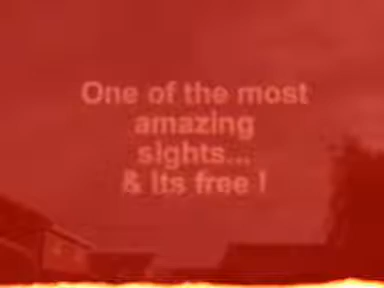 One of the most
amazing
sights...
& Its free !